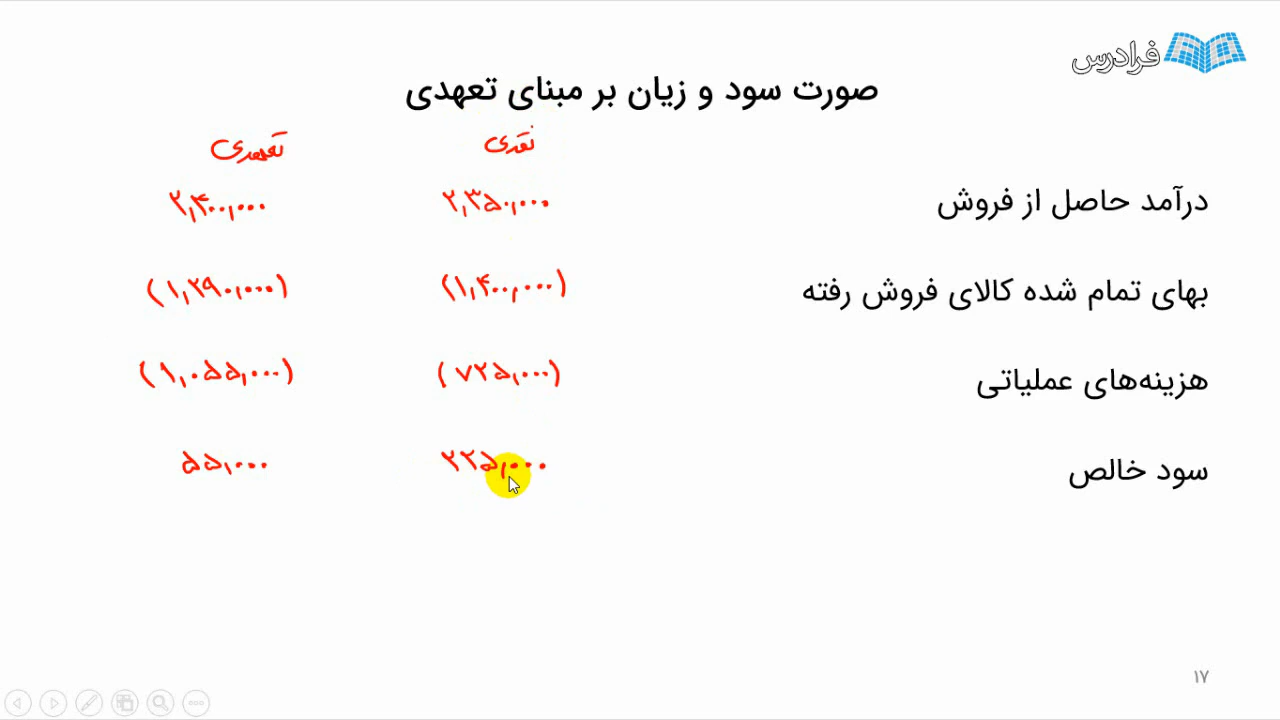 فرادرس
صورت سود و زیان بر مبنای تعهدی
نقدی تعهدی
درآمد حاصل از فروش ۲,۳۵۰,۰۰۰ ۲,۴۰۰,۰۰۰
بهای تمام شده کالای فروش رفته (۱,۴۰۰,۰۰۰) (۱,۲۹۰,۰۰۰)
هزینه‌های عملیاتی (۷۲۵,۰۰۰) (۱,۰۵۵,۰۰۰)
سود خالص ۲۲۵,۰۰۰ ۵۵,۰۰۰
۱۷